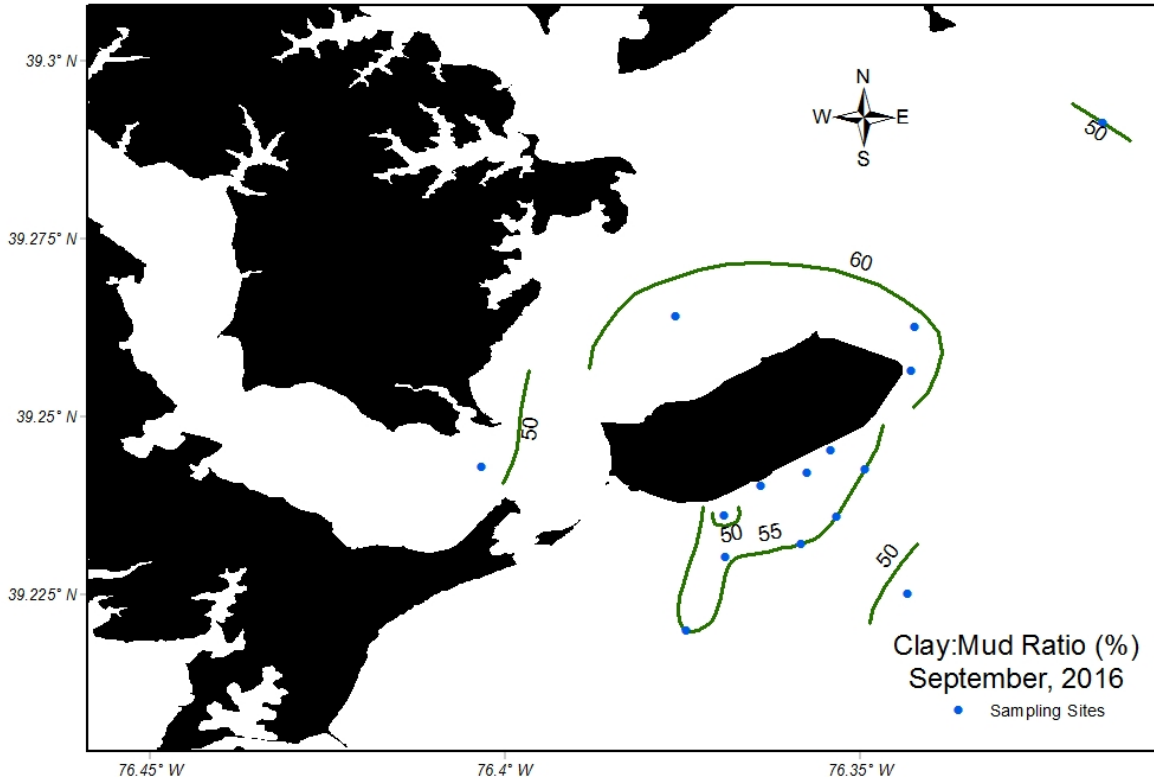 39.3° N
N
W
E
S
50
39.275° N
60
39.25° N
50
50
55
50
39.225° N
Clay:Mud Ratio (%)
September, 2016
Sampling Sites
76.45° W
76.4° W
76.35° W